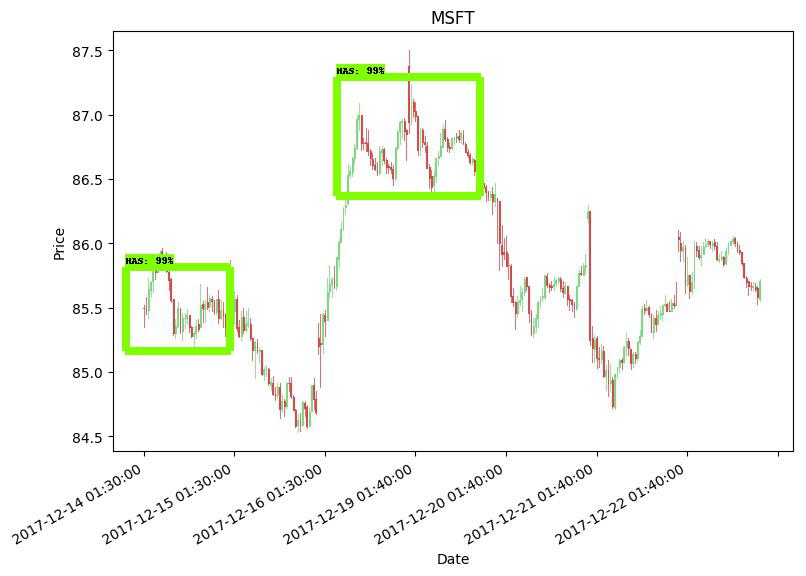 MSFT
87.5
HAS: 99%
87.0
86.5
86.0
HAS: 99%
85.5
85.0
84.5
Price
2017-12-14 01:30:00
2017-12-15 01:30:00
2017-12-16 01:30:00
2017-12-19 01:40:00
2017-12-20 01:40:00
2017-12-21 01:40:00
2017-12-22 01:40:00
Date